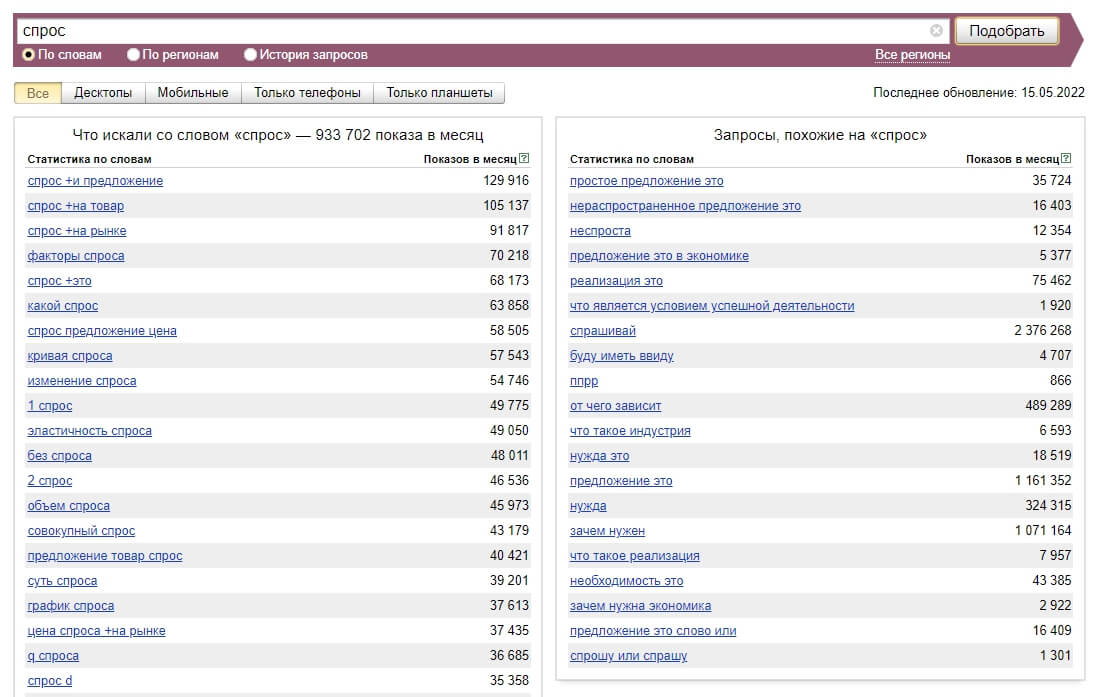 спрос
Подобрать
По словам По регионам История запросов Все регионы
Все Десктопы Мобильные Только телефоны Только планшеты Последнее обновление: 15.05.2022
Что искали со словом «спрос» — 933 702 показа в месяц
Статистика по словам Показов в месяц ?
спрос +и предложение 129 916
спрос +на товар 105 137
спрос +на рынке 91 817
факторы спроса 70 218
спрос +это 68 173
какой спрос 63 858
спрос предложение цена 58 505
кривая спроса 57 543
изменение спроса 54 746
1 спрос 49 775
эластичность спроса 49 050
без спроса 48 011
2 спрос 46 536
объем спроса 45 973
совокупный спрос 43 179
предложение товар спрос 40 421
суть спроса 39 201
график спроса 37 613
цена спроса +на рынке 37 435
q спроса 36 685
спрос d 35 358
Запросы, похожие на «спрос»
Статистика по словам Показов в месяц ?
простое предложение это 35 724
нераспространенное предложение это 16 403
неспроста 12 354
предложение это в экономике 5 377
реализация это 75 462
что является условием успешной деятельности 1 920
спрашивай 2 376 268
буду иметь ввиду 4 707
ппрр 866
от чего зависит 489 289
что такое индустрия 6 593
нужда это 18 519
предложение это 1 161 352
нужда 324 315
зачем нужен 1 071 164
что такое реализация 7 957
необходимость это 43 385
зачем нужна экономика 2 922
предложение это слово или 16 409
спрошу или спрашу 1 301